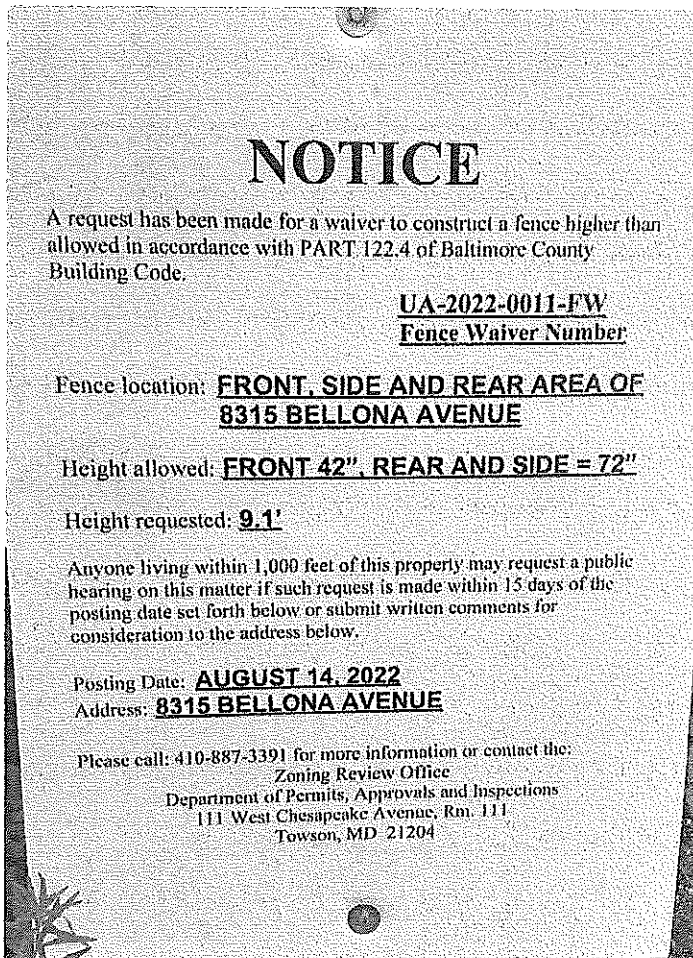 NOTICE
A request has been made for a waiver to construct a fence higher than
allowed in accordance with PART 122.4 of Baltimore County
Building Code.
UA-2022-0011-FW
Fence Waiver Number
Fence location: FRONT, SIDE AND REAR AREA OF
8315 BELLONA AVENUE
Height allowed: FRONT 42", REAR AND SIDE = 72"
Height requested: 9.1'
Anyone living within 1,000 feet of this property may request a public
hearing on this matter if such request is made within 15 days of the
posting date set forth below or submit written comments for
consideration to the address below.
Posting Date: AUGUST 14, 2022
Address: 8315 BELLONA AVENUE
Please call: 410-887-3391 for more information or contact the:
Zoning Review Office
Department of Permits, Approvals and Inspections
111 West Chesapeake Avenue, Rm. 111
Towson, MD 21204